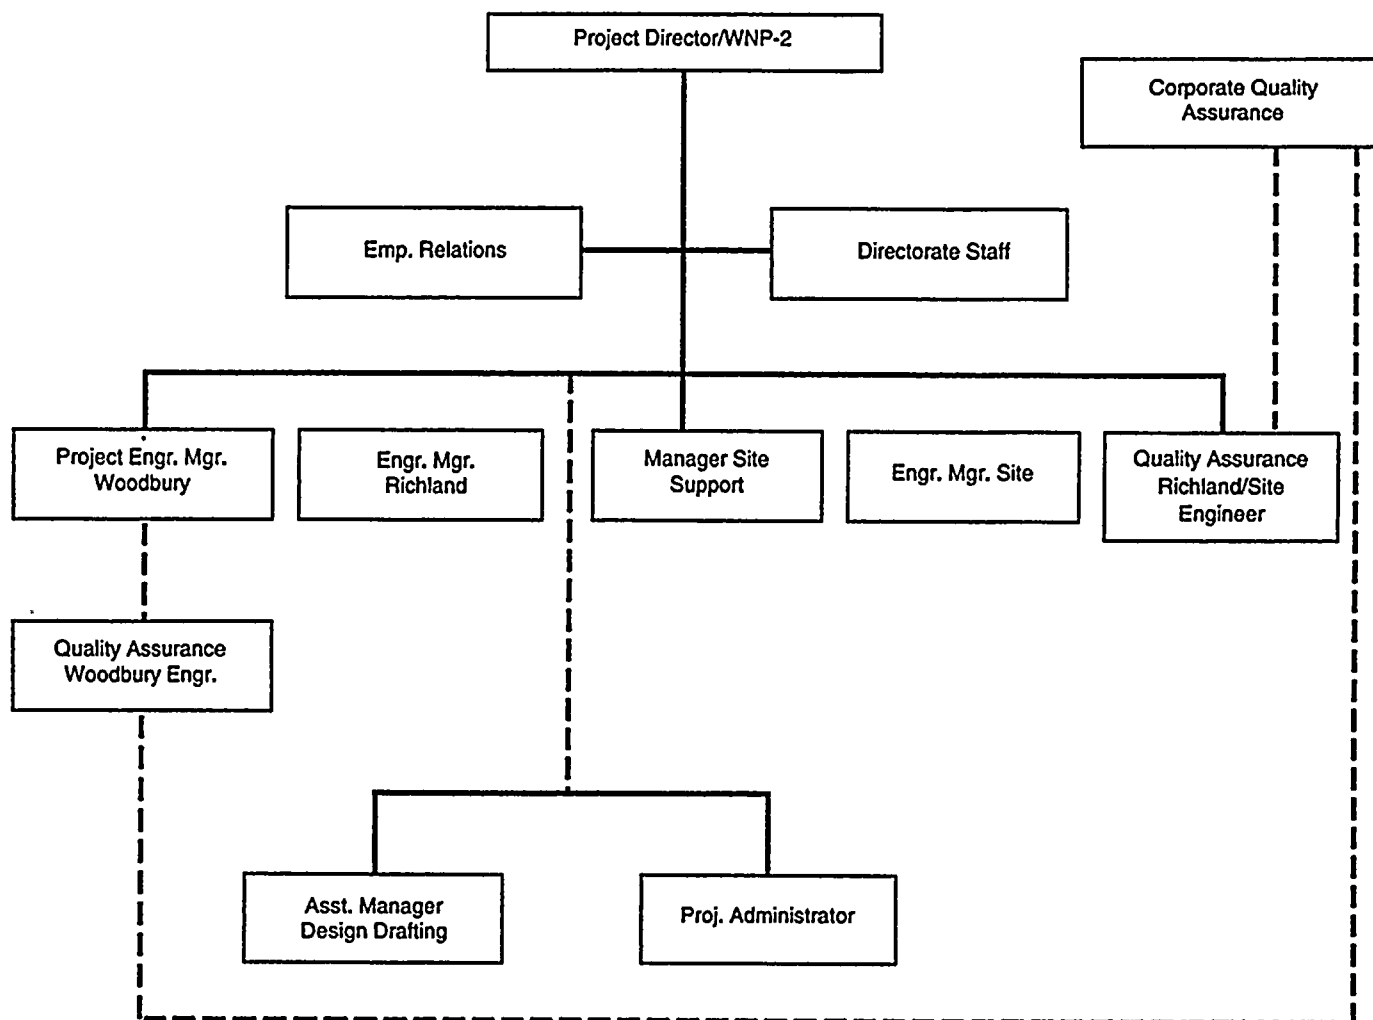 Project Director/WNP-2
Corporate Quality
Assurance
Emp. Relations
Directorate Staff
Project Engr. Mgr.
Woodbury
Engr. Mgr.
Richland
Manager Site
Support
Engr. Mgr. Site
Quality Assurance
Richland/Site
Engineer
Quality Assurance
Woodbury Engr.
Asst. Manager
Design Drafting
Proj. Administrator